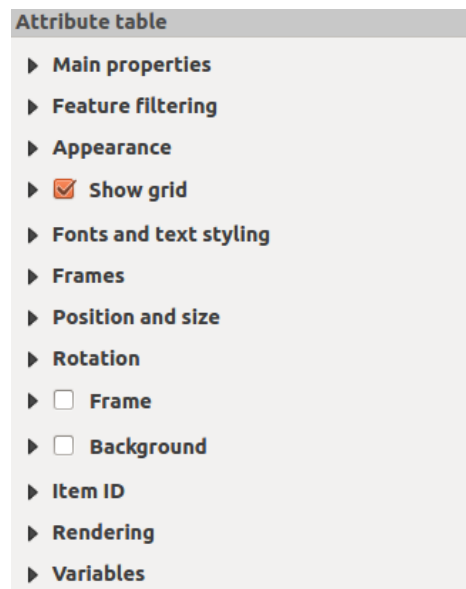 Attribute table
Main properties
Feature filtering
Appearance
Show grid
Fonts and text styling
Frames
Position and size
Rotation
Frame
Background
Item ID
Rendering
Variables